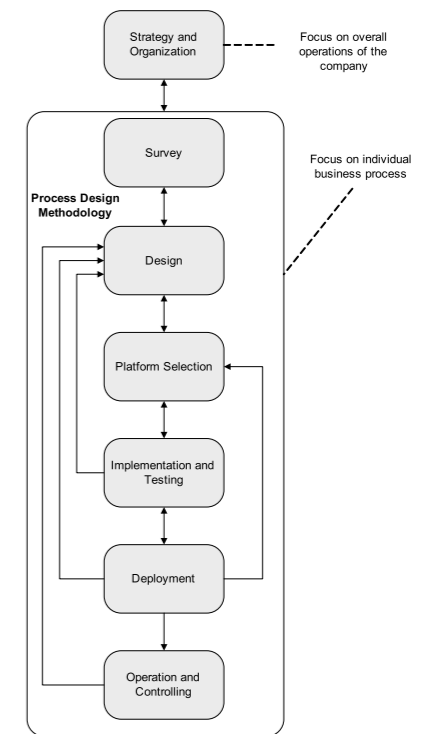 Strategy and
Organization
Focus on overall
operations of the
company
Survey
Focus on individual
business process
Process Design
Methodology
Design
Platform Selection
Implementation and
Testing
Deployment
Operation and
Controlling